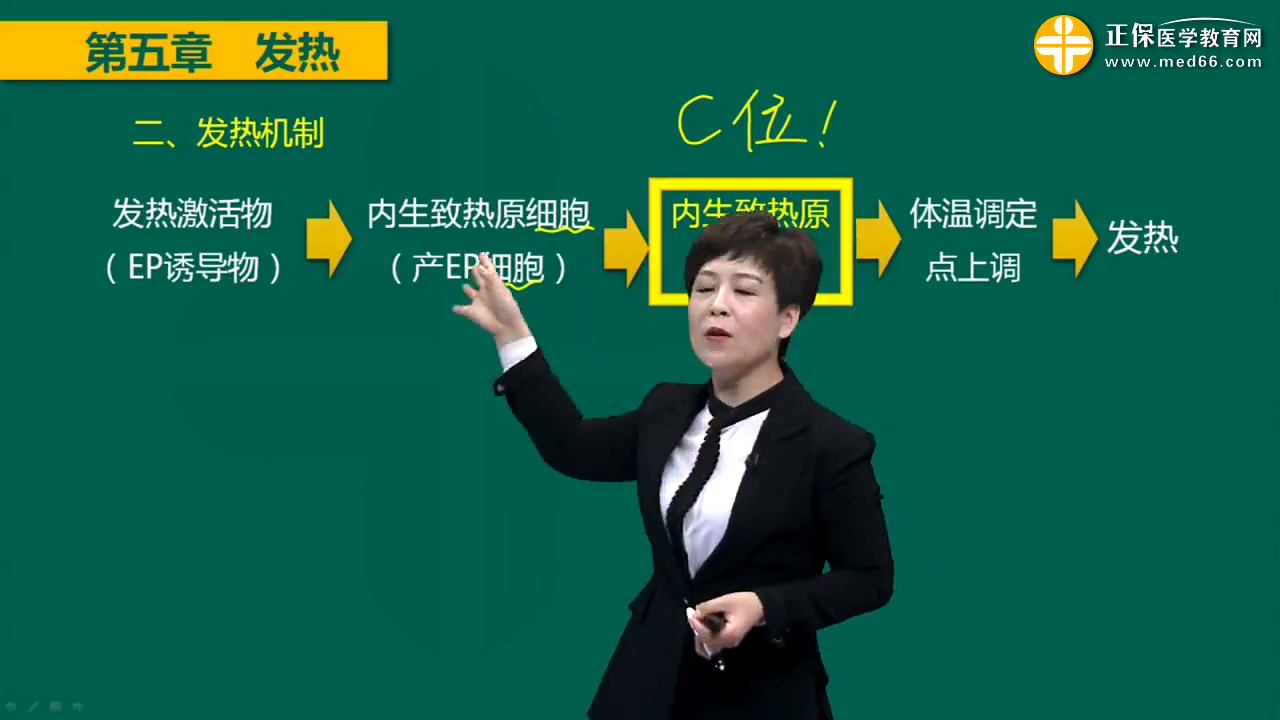 第五章 发热
正保医学教育网
www.med66.com
二、发热机制
C位!
发热激活物
(EP诱导物)
内生致热原细胞
(产EP细胞)
内生致热原
体温调定
点上调
发热